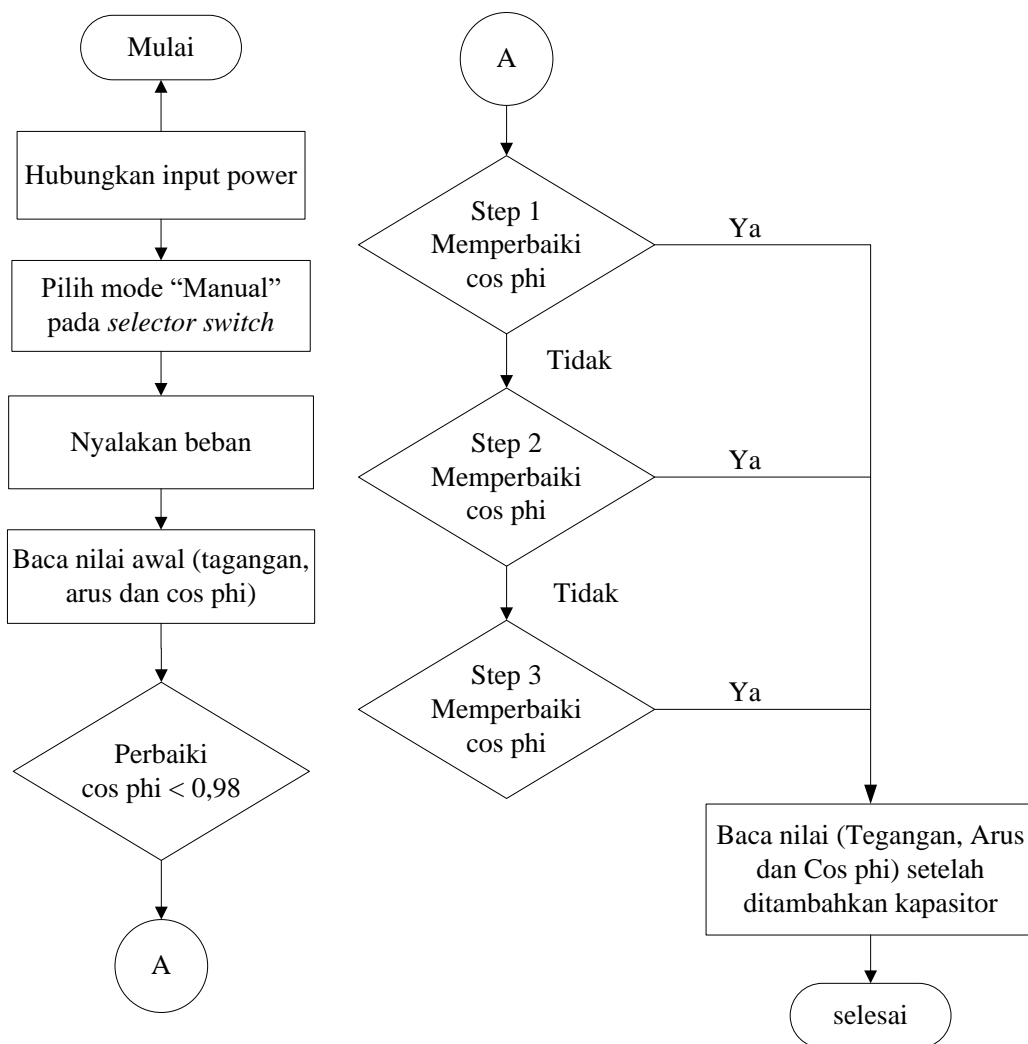 Mulai
Hubungkan input power
Pilih mode “Manual”
pada selector switch
Nyalakan beban
Baca nilai awal (tagangan,
arus dan cos phi)
Perbaiki
cos phi < 0,98
A
A
Step 1
Memperbaiki
cos phi
Ya
Tidak
Step 2
Memperbaiki
cos phi
Ya
Tidak
Step 3
Memperbaiki
cos phi
Ya
Baca nilai (Tegangan, Arus
dan Cos phi) setelah
ditambahkan kapasitor
selesai